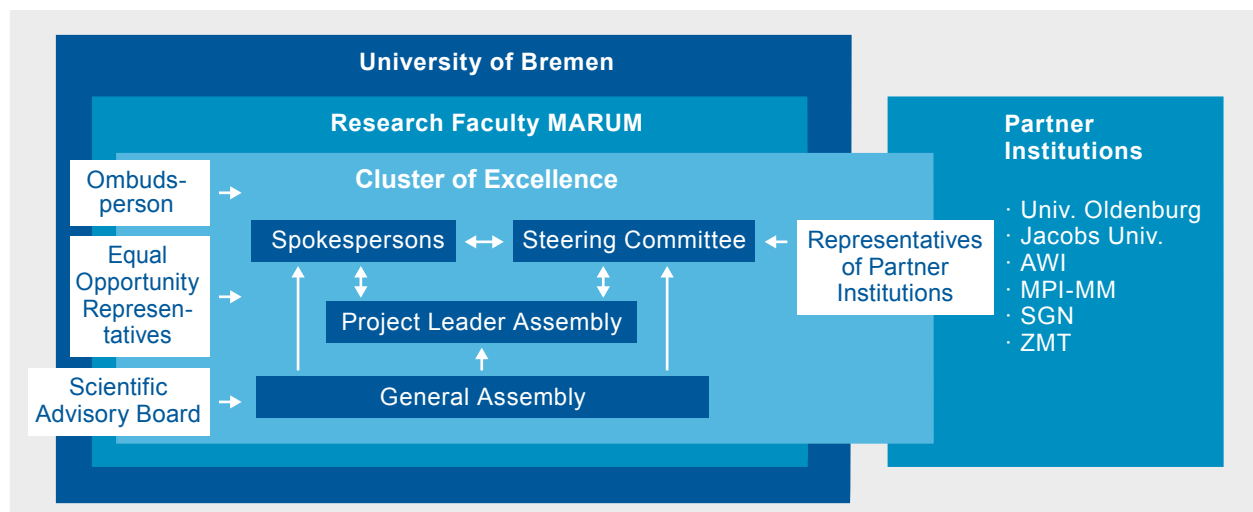 University of Bremen
Research Faculty MARUM
Cluster of Excellence
Ombuds-
person
Equal
Opportunity
Represen-
tatives
Scientific
Advisory Board
Spokespersons
Steering Committee
Project Leader Assembly
General Assembly
Representatives
of Partner
Institutions
Partner
Institutions
· Univ. Oldenburg
· Jacobs Univ.
· AWI
· MPI-MM
· SGN
· ZMT